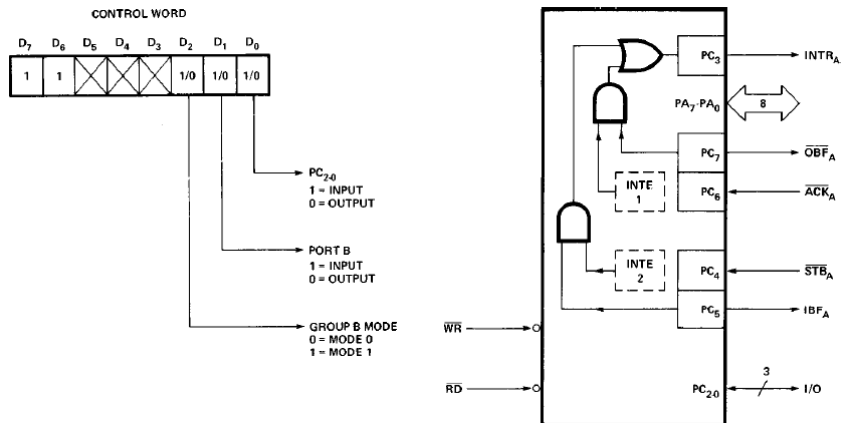 CONTROL WORD
D7 D6 D5 D4 D3 D2 D1 D0
1 1 1/0 1/0 1/0
PC2-0
1 = INPUT
0 = OUTPUT
PORT B
1 = INPUT
0 = OUTPUT
GROUP B MODE
0 = MODE 0
1 = MODE 1
PC3 INTRA
PA7-PA0 8
PC7 OBFA
INTE
1
PC6 ACKA
INTE
2
PC4 STBA
PC5 IBFA
WR
RD
3
PC2-0 I/O